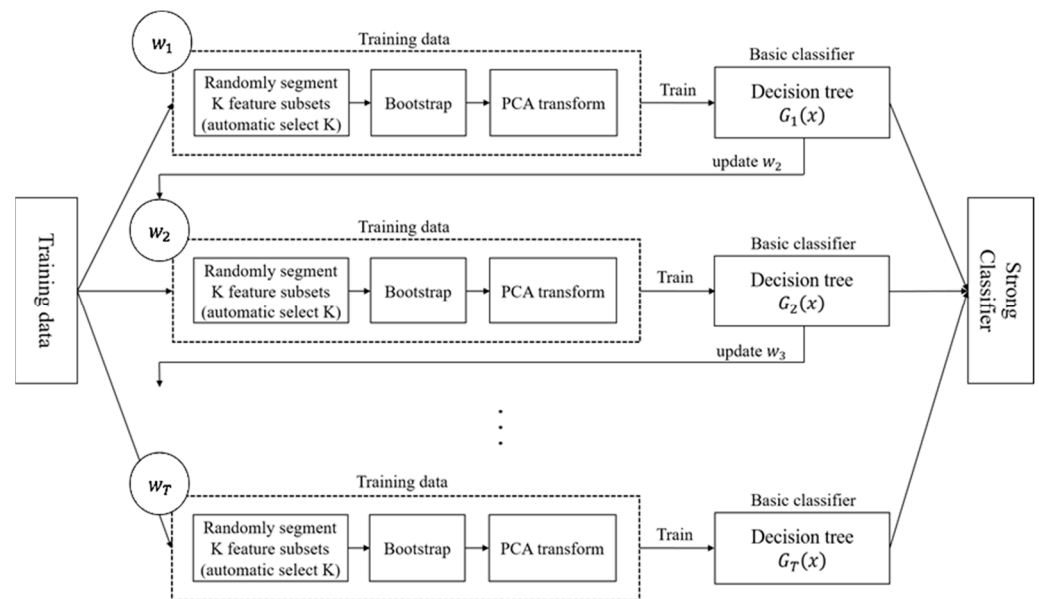 w₁
Training data
Randomly segment
K feature subsets
(automatic select K)
Bootstrap
PCA transform
Train
Basic classifier
Decision tree
G₁(x)
update w₂
w₂
Training data
Randomly segment
K feature subsets
(automatic select K)
Bootstrap
PCA transform
Train
Basic classifier
Decision tree
G₂(x)
update w₃
Training data
Strong
Classifier
w_T
Training data
Randomly segment
K feature subsets
(automatic select K)
Bootstrap
PCA transform
Train
Basic classifier
Decision tree
G_T(x)